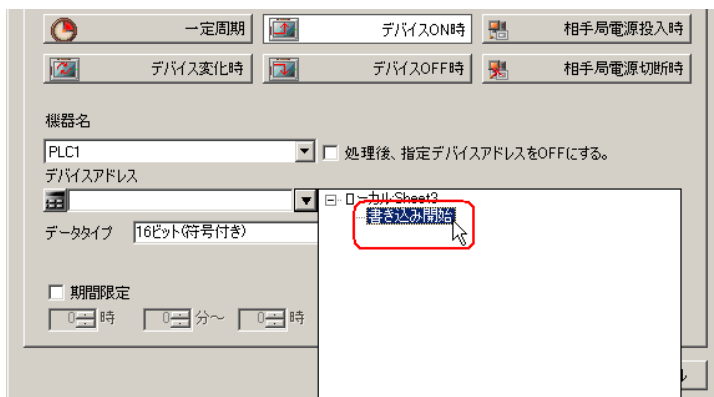 一定周期 デバイスON時 相手局電源投入時
デバイス変化時 デバイスOFF時 相手局電源切断時
機器名
PLC1 処理後、指定デバイスアドレスをOFFにする。
デバイスアドレス
ローカル:Sheet3
書き込み開始
データタイプ 16ビット(符号付き)
期間限定
0 時 0 分～ 0 時